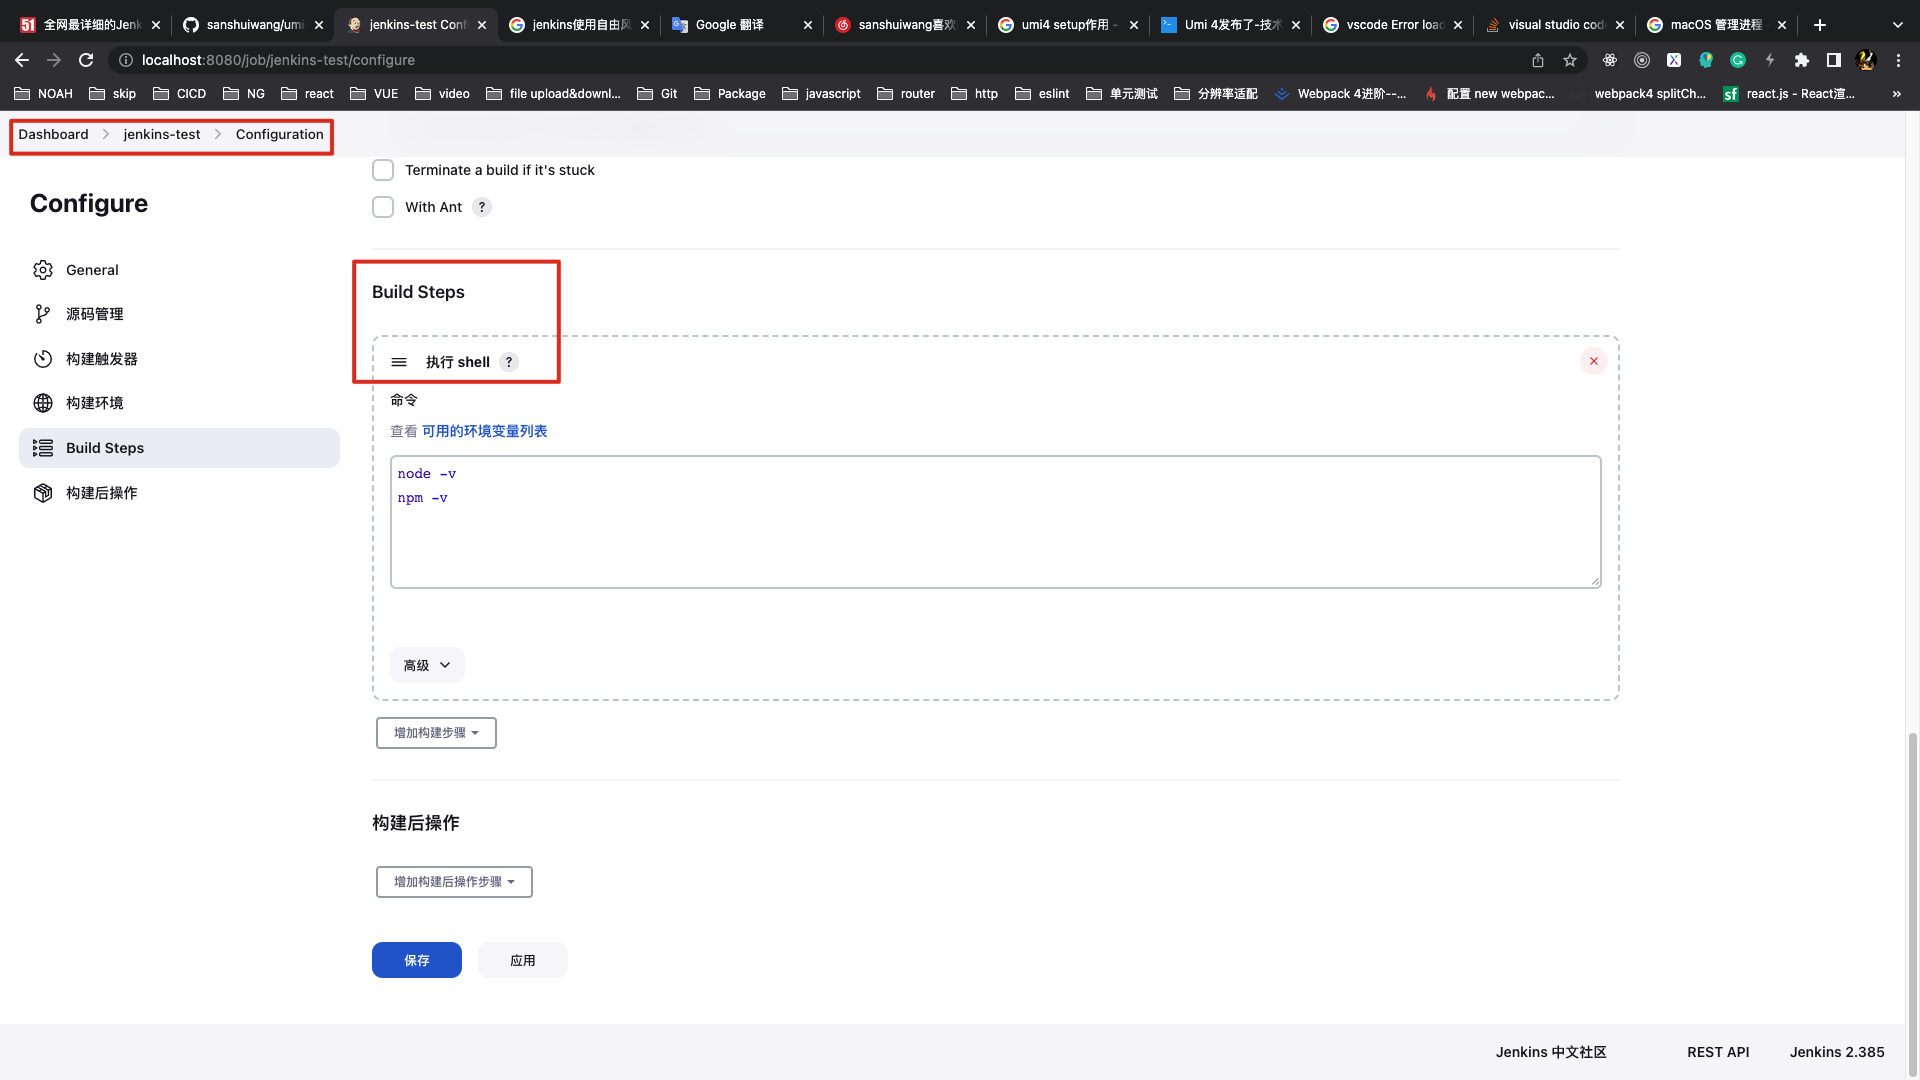 全网最详细的Jenk
sanshuiwang/umi
jenkins-test Conf
jenkins使用自由风
Google 翻译
sanshuiwang喜欢
umi4 setup作用 -
Umi 4发布了-技术
vscode Error load
visual studio code
macOS 管理进程
localhost:8080/job/jenkins-test/configure
NOAH
skip
CICD
NG
react
VUE
video
file upload&downl...
Git
Package
javascript
router
http
eslint
单元测试
分辨率适配
Webpack 4进阶--...
配置 new webpac...
webpack4 splitCh...
react.js - React渲...
Dashboard
jenkins-test
Configuration
Terminate a build if it's stuck
With Ant ?
Configure
General
源码管理
构建触发器
构建环境
Build Steps
构建后操作
Build Steps
执行 shell ?
命令
查看 可用的环境变量列表
node -v
npm -v
高级
增加构建步骤
构建后操作
增加构建后操作步骤
保存
应用
Jenkins 中文社区
REST API
Jenkins 2.385